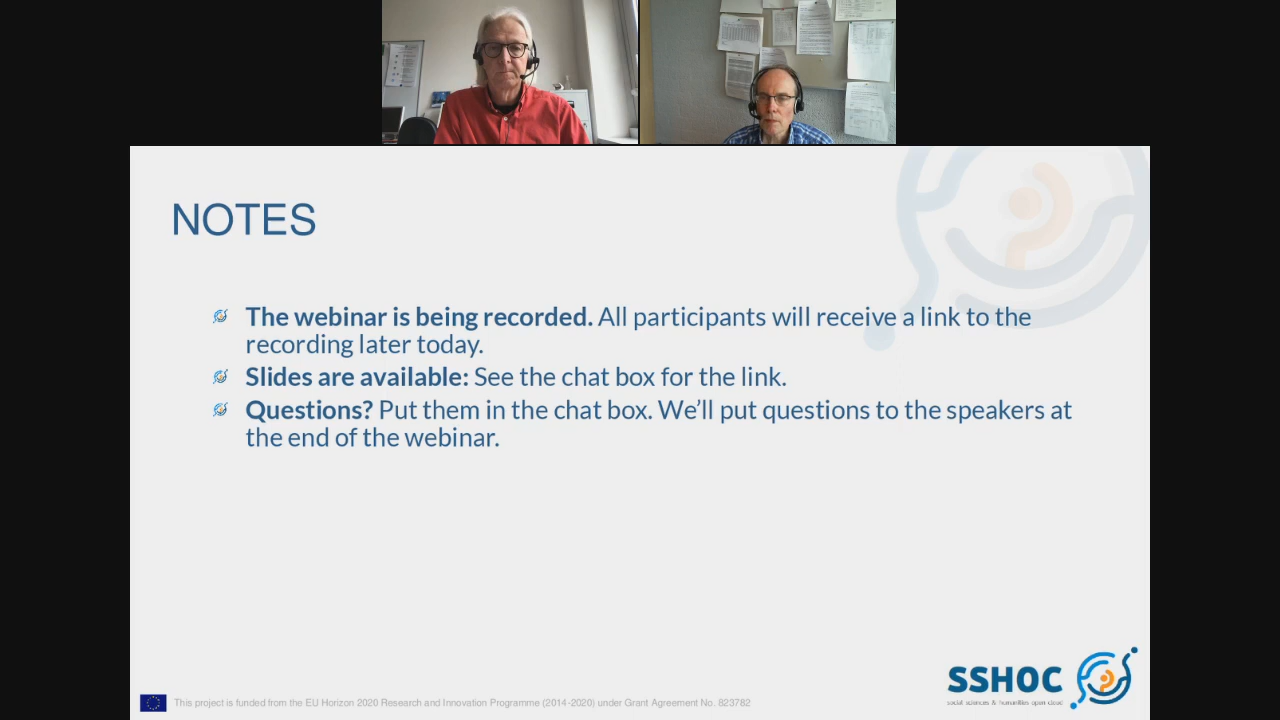 NOTES
The webinar is being recorded. All participants will receive a link to the
recording later today.
Slides are available: See the chat box for the link.
Questions? Put them in the chat box. We'll put questions to the speakers at
the end of the webinar.
SSHOC
social sciences & humanities open cloud
This project is funded from the EU Horizon 2020 Research and Innovation Programme (2014-2020) under Grant Agreement No. 823782